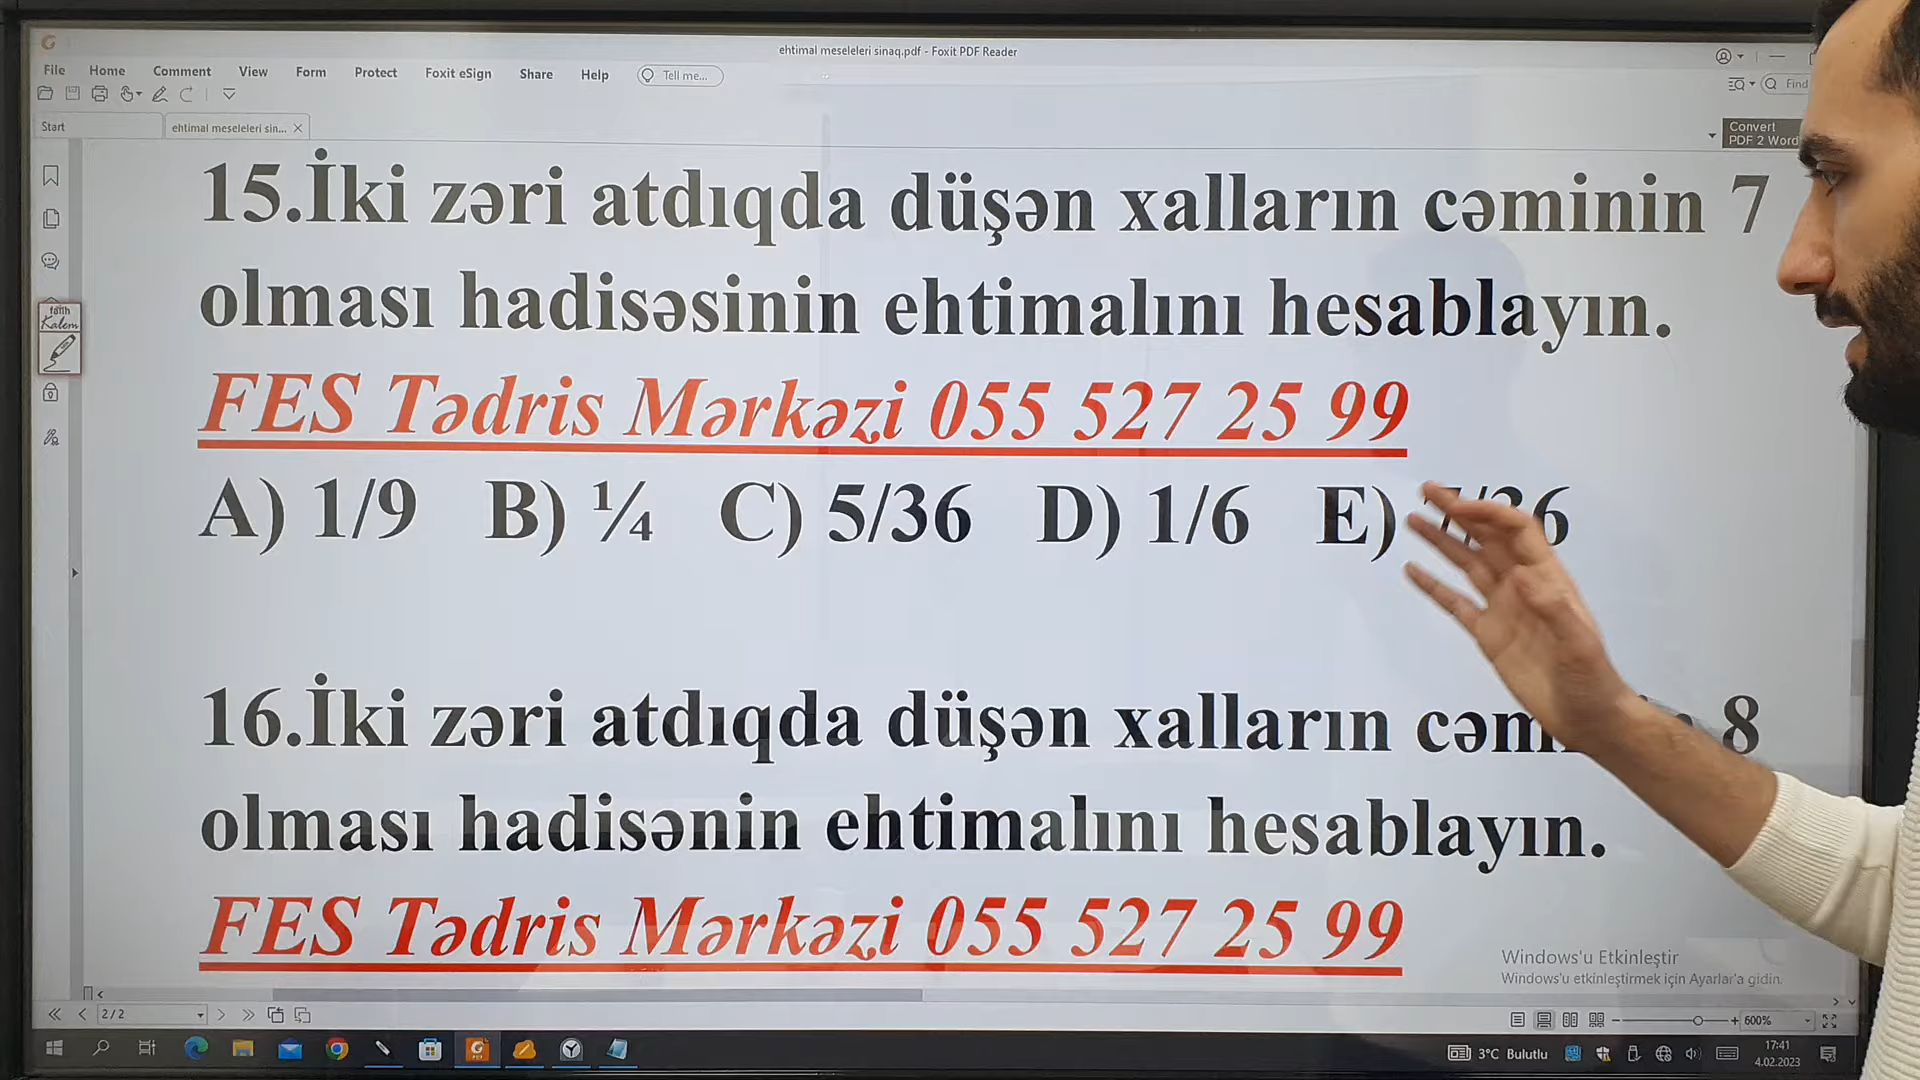 ehtimal meseleleri sinaq.pdf - Foxit PDF Reader
File Home Comment View Form Protect Foxit eSign Share Help Tell me...
Find
Start ehtimal meseleleri sin...
Convert
PDF 2 Word
15.İki zəri atdıqda düşən xalların cəminin 7
olması hadisəsinin ehtimalını hesablayın.
fatih
Kalem
FES Tədris Mərkəzi 055 527 25 99
A) 1/9 B) ¼ C) 5/36 D) 1/6 E)
16.İki zəri atdıqda düşən xalların 8
olması hadisənin ehtimalını hesablayın.
FES Tədris Mərkəzi 055 527 25 99
Windows'u Etkinleştir
Windows'u etkinleştirmek için Ayarlar'a gidin.
2 / 2
600%
3°C Bulutlu
17:41
4.02.2023